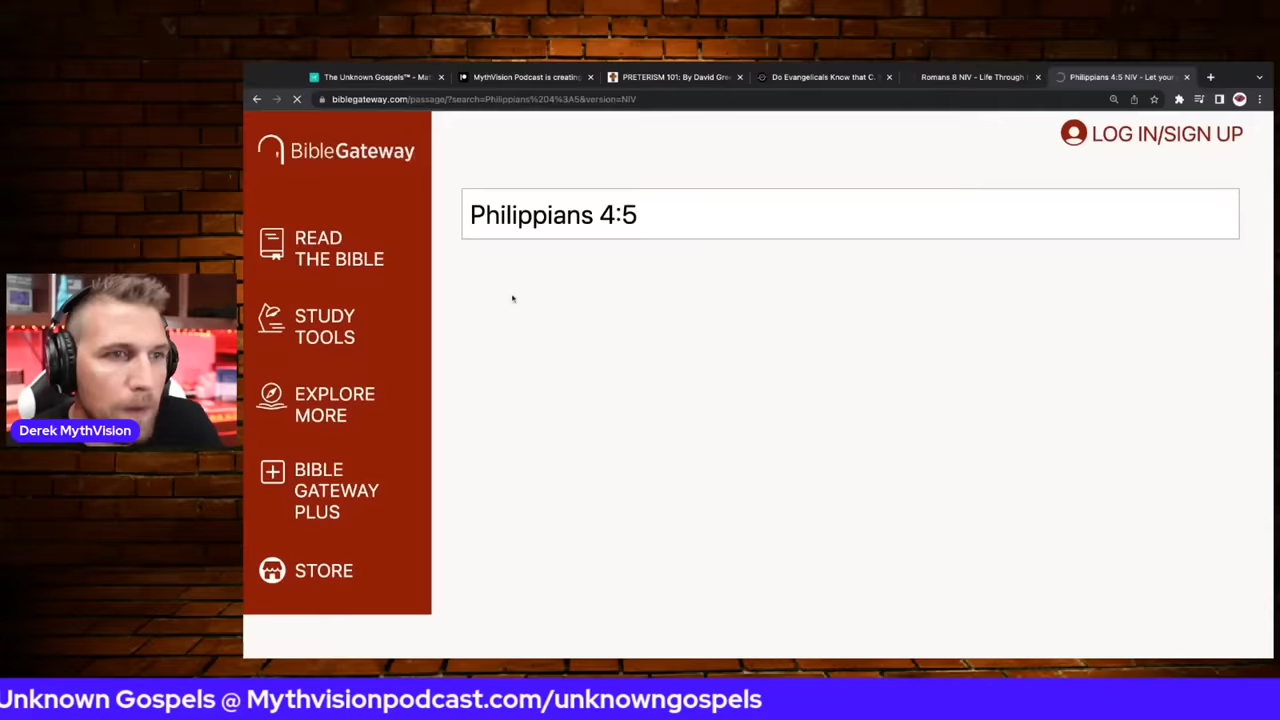 The Unknown Gospels™ - Ma
MythVision Podcast is creating
PRETERISM 101: By David Gre
Do Evangelicals Know that C. S
Romans 8 NIV - Life Through
Philippians 4:5 NIV - Let your
biblegateway.com/passage/?search=Philippians%204%3A5&version=NIV
BibleGateway
LOG IN/SIGN UP
Philippians 4:5
READ
THE BIBLE
STUDY
TOOLS
EXPLORE
MORE
BIBLE
GATEWAY
PLUS
STORE
Derek MythVision
Unknown Gospels @ Mythvisionpodcast.com/unknowngospels